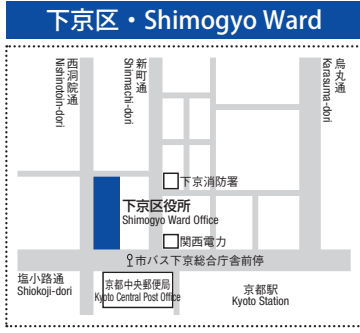 下京区・Shimogyo Ward
西洞院通
Nishinotoin-dori
新町通
Shinmachi-dori
烏丸通
Karasuma-dori
下京消防署
下京区役所
Shimogyo Ward Office
関西電力
市バス下京総合庁舎前停
塩小路通
Shiokoji-dori
京都中央郵便局
Kyoto Central Post Office
京都駅
Kyoto Station